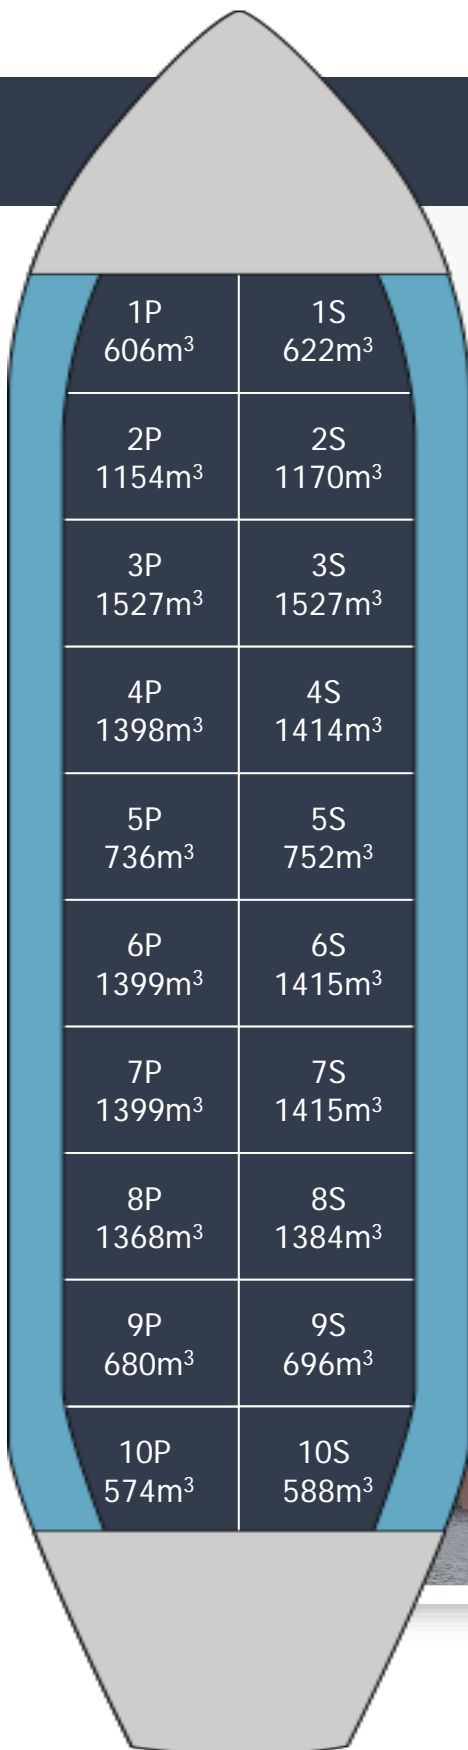 1P
606m³
1S
622m³
2P
1154m³
2S
1170m³
3P
1527m³
3S
1527m³
4P
1398m³
4S
1414m³
5P
736m³
5S
752m³
6P
1399m³
6S
1415m³
7P
1399m³
7S
1415m³
8P
1368m³
8S
1384m³
9P
680m³
9S
696m³
10P
574m³
10S
588m³